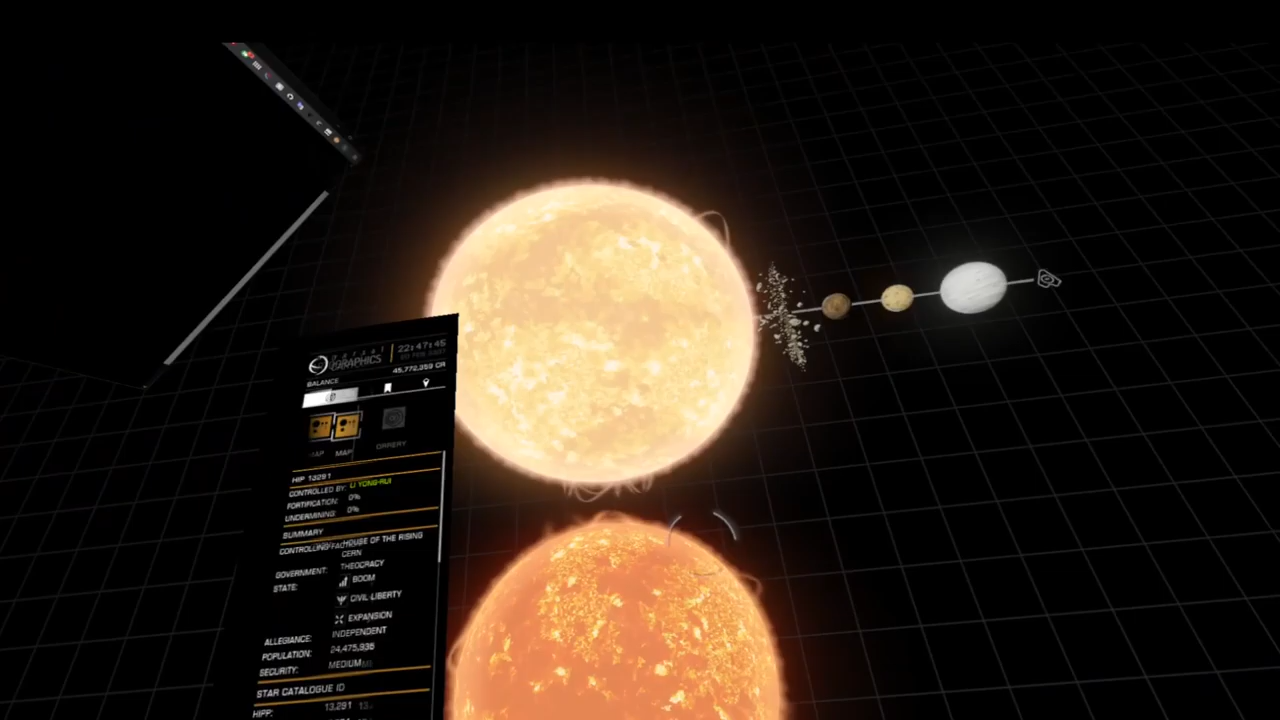 22:47:45
45,772,359 CR
BALANCE
MAP
ORRERY
HIP 13291
CONTROLLED BY: LI YONG-RUI
FORTIFICATION: 0%
UNDERMINING: 0%
SUMMARY
HOUSE OF THE RISING
CERN
GOVERNMENT: THEOCRACY
STATE: BOOM
CIVIL LIBERTY
EXPANSION
ALLEGIANCE: INDEPENDENT
POPULATION: 24,475,936
SECURITY: MEDIUM
STAR CATALOGUE ID
HIPP: 13,291